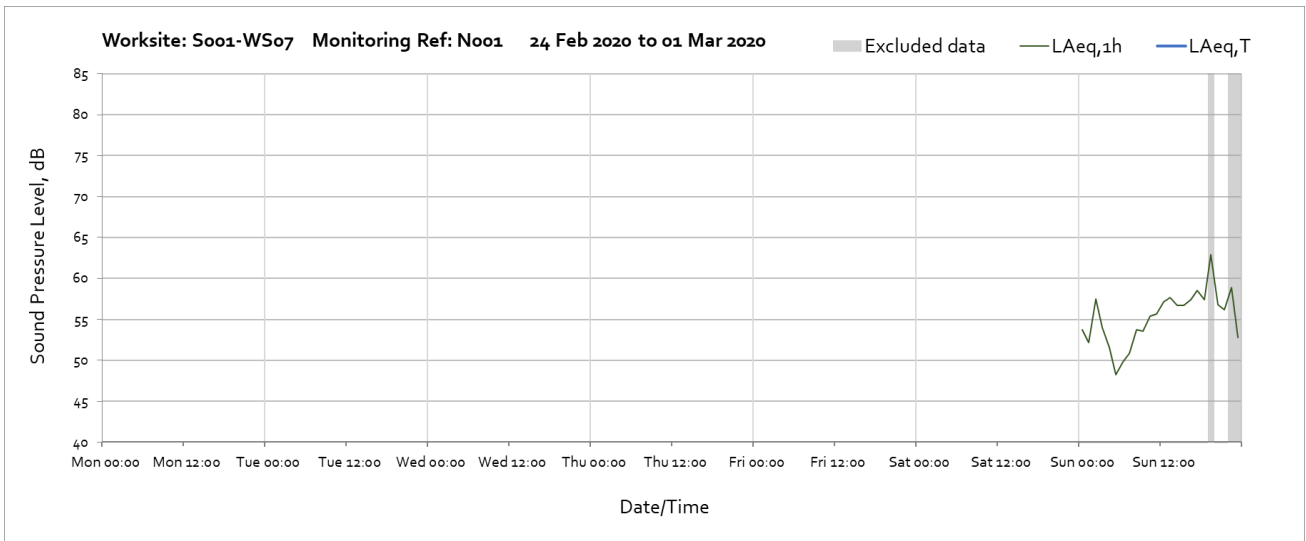 Worksite: S001-WS07 Monitoring Ref: N001 24 Feb 2020 to 01 Mar 2020
Excluded data LAeq,1h LAeq,T
85
80
75
70
65
60
55
50
45
40
Sound Pressure Level, dB
Mon 00:00 Mon 12:00 Tue 00:00 Tue 12:00 Wed 00:00 Wed 12:00 Thu 00:00 Thu 12:00 Fri 00:00 Fri 12:00 Sat 00:00 Sat 12:00 Sun 00:00 Sun 12:00
Date/Time